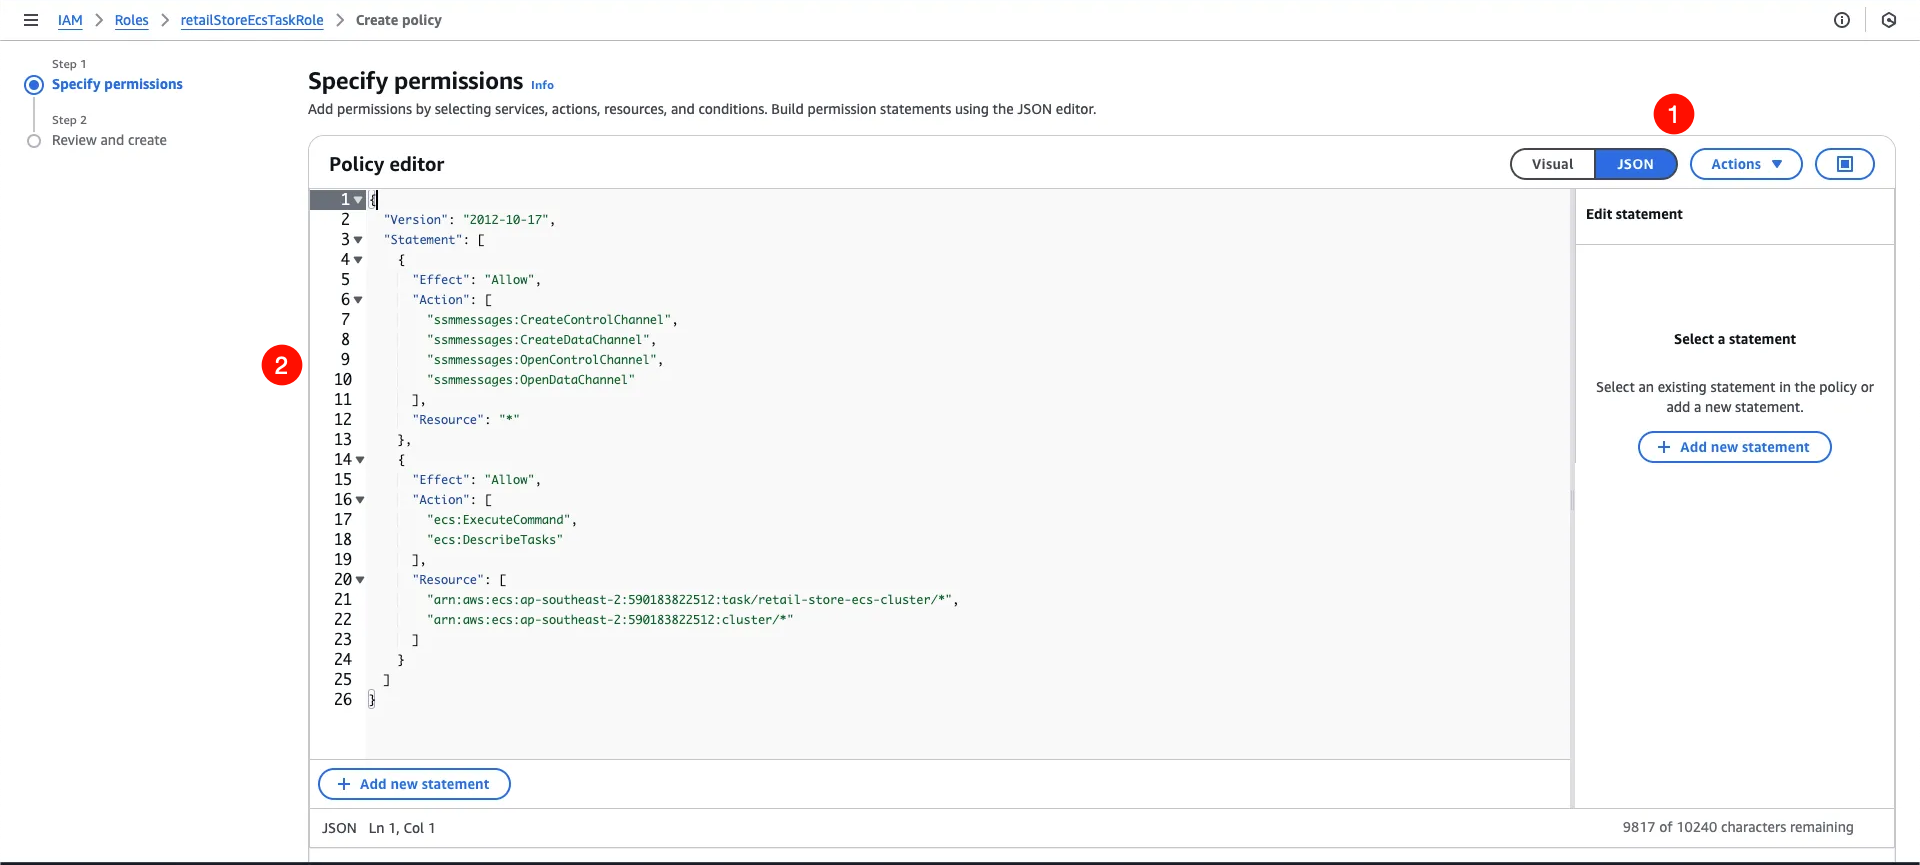 IAM > Roles > retailStoreEcsTaskRole > Create policy
Step 1
Specify permissions
Step 2
Review and create
Specify permissions Info
Add permissions by selecting services, actions, resources, and conditions. Build permission statements using the JSON editor.
1
Policy editor
Visual JSON Actions
2
1 {
2 "Version": "2012-10-17",
3 "Statement": [
4 {
5 "Effect": "Allow",
6 "Action": [
7 "ssmmessages:CreateControlChannel",
8 "ssmmessages:CreateDataChannel",
9 "ssmmessages:OpenControlChannel",
10 "ssmmessages:OpenDataChannel"
11 ],
12 "Resource": "*"
13 },
14 {
15 "Effect": "Allow",
16 "Action": [
17 "ecs:ExecuteCommand",
18 "ecs:DescribeTasks"
19 ],
20 "Resource": [
21 "arn:aws:ecs:ap-southeast-2:590183822512:task/retail-store-ecs-cluster/*",
22 "arn:aws:ecs:ap-southeast-2:590183822512:cluster/*"
23 ]
24 }
25 ]
26 }
+ Add new statement
JSON Ln 1, Col 1
Edit statement
Select a statement
Select an existing statement in the policy or
add a new statement.
+ Add new statement
9817 of 10240 characters remaining